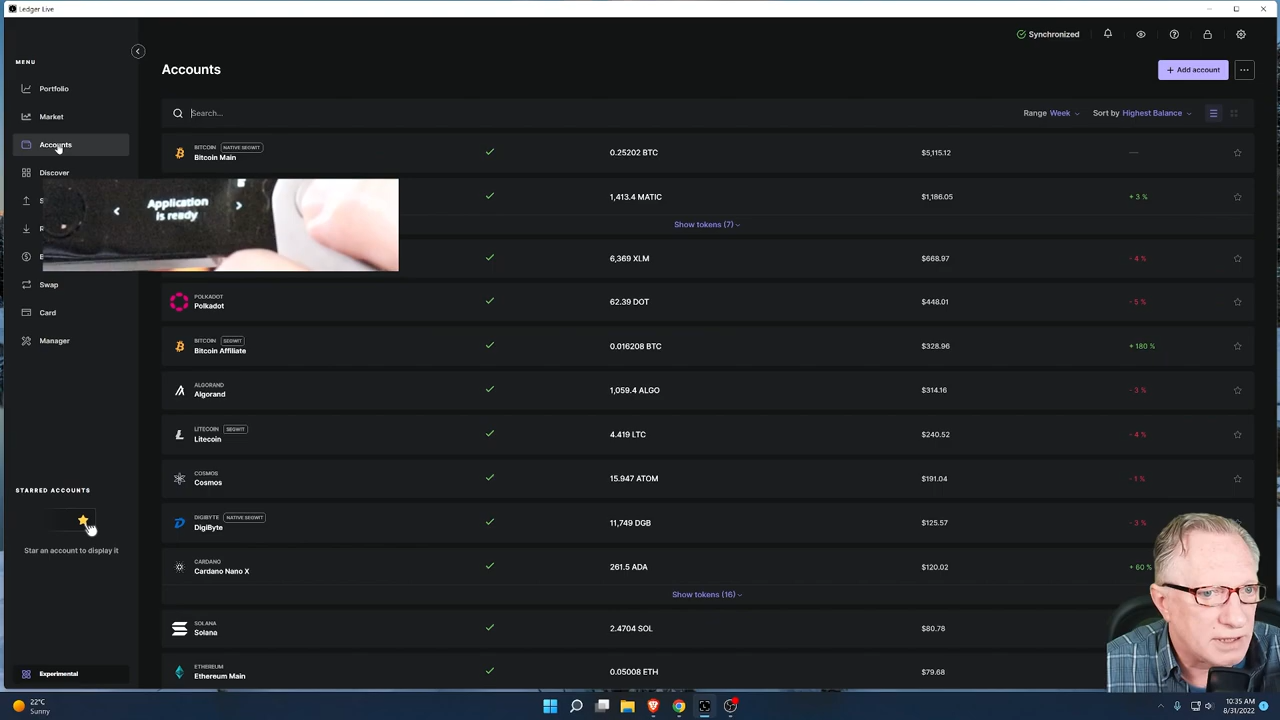 Ledger Live
Synchronized
MENU
Portfolio
Market
Accounts
Discover
S
R
B
Swap
Card
Manager
STARRED ACCOUNTS
Star an account to display it
Experimental
Application
is ready
Accounts
+ Add account
Search...
Range Week
Sort by Highest Balance
BITCOIN NATIVE SEGWIT
Bitcoin Main
0.25202 BTC
$5,115.12
1,413.4 MATIC
$1,186.05
+ 3 %
Show tokens (7)
6,369 XLM
$668.97
- 4 %
POLKADOT
Polkadot
62.39 DOT
$448.01
- 5 %
BITCOIN SEGWIT
Bitcoin Affiliate
0.016208 BTC
$328.96
+ 180 %
ALGORAND
Algorand
1,059.4 ALGO
$314.16
- 3 %
LITECOIN SEGWIT
Litecoin
4.419 LTC
$240.52
- 4 %
COSMOS
Cosmos
15.947 ATOM
$191.04
- 1 %
DIGIBYTE NATIVE SEGWIT
DigiByte
11,749 DGB
$125.57
- 3 %
CARDANO
Cardano Nano X
261.5 ADA
$120.02
+ 60 %
Show tokens (16)
SOLANA
Solana
2.4704 SOL
$80.78
ETHEREUM
Ethereum Main
0.05008 ETH
$79.68
22°C
Sunny
10:35 AM
8/31/2022